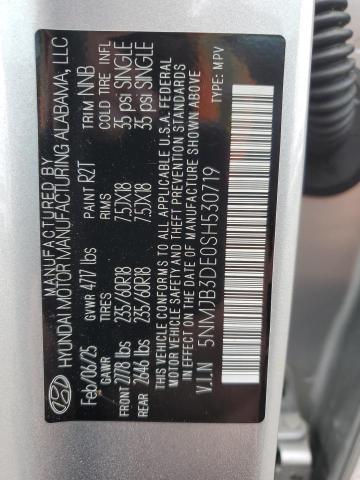 MANUFACTURED BY
HYUNDAI MOTOR MANUFACTURING ALABAMA, LLC
Feb/06/25 GVWR 4717 lbs PAINT R2T TRIM NNB
GAWR TIRES RIMS COLD TIRE INFL
FRONT 2778 lbs 235/60R18 7.5JX18 35 psi SINGLE
REAR 2646 lbs 235/60R18 7.5JX18 35 psi SINGLE
THIS VEHICLE CONFORMS TO ALL APPLICABLE U.S.A. FEDERAL
MOTOR VEHICLE SAFETY, BUMPER, AND THEFT PREVENTION STANDARDS IN EFFECT
ON THE DATE OF MANUFACTURE SHOWN ABOVE
V.I.N 5NMJB3DE0SH530719 TYPE: MPV